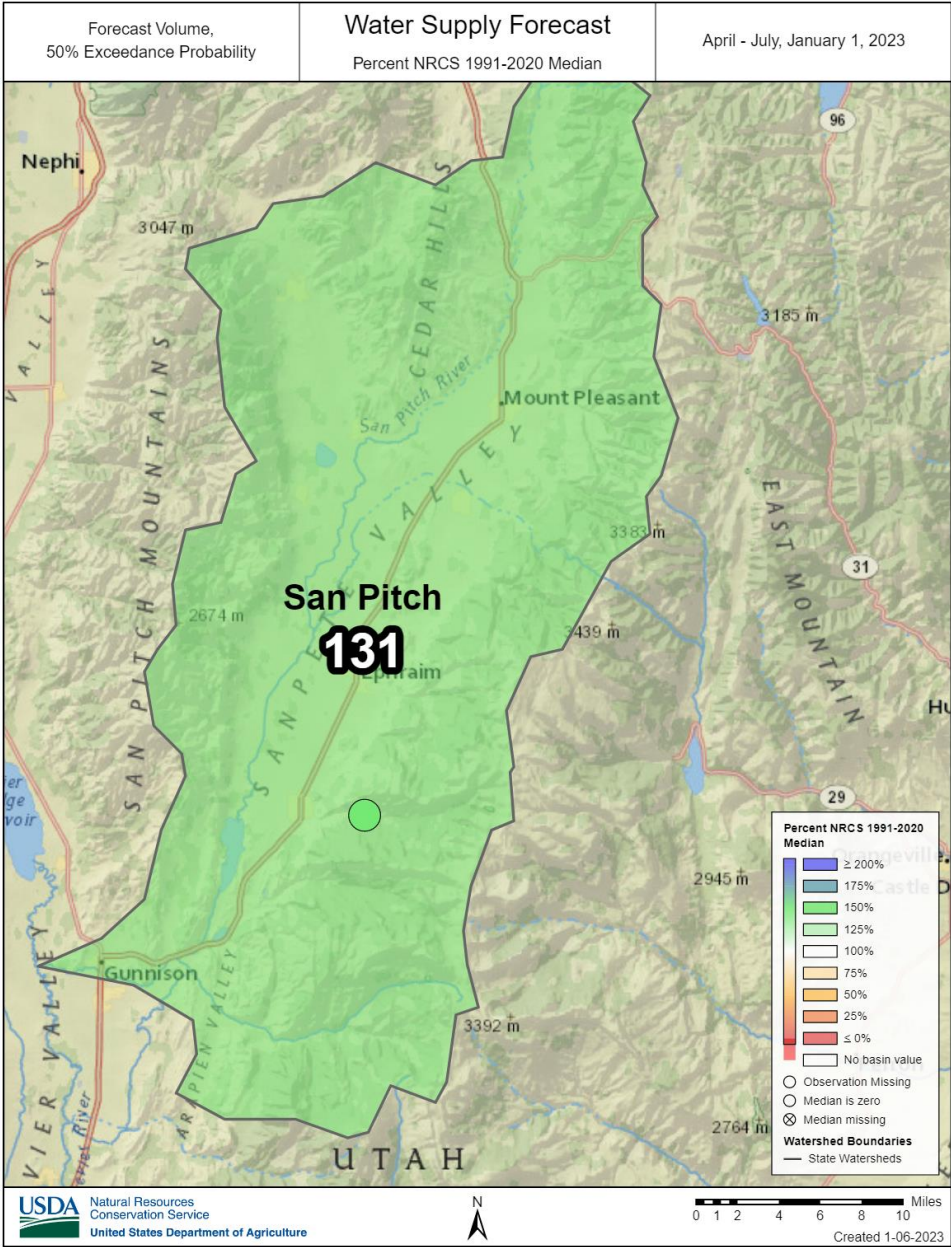 Forecast Volume,
50% Exceedance Probability
Water Supply Forecast
Percent NRCS 1991-2020 Median
April - July, January 1, 2023
96
Nephi
3047 m
CEDAR HILLS
3185 m
VALLEY
San Pitch River
Mount Pleasant
SAN PITCH MOUNTAINS
SANPETE VALLEY
EAST MOUNTAIN
3383 m
31
San Pitch
131
2674 m
3439 m
Ephraim
29
2945 m
Gunnison
ARAPIEN VALLEY
VIER VALLEY
3392 m
2764 m
UTAH
Percent NRCS 1991-2020
Median
≥ 200%
175%
150%
125%
100%
75%
50%
25%
≤ 0%
No basin value
Observation Missing
Median is zero
Median missing
Watershed Boundaries
State Watersheds
Orangeville
Castle D
River
USDA
Natural Resources
Conservation Service
United States Department of Agriculture
N
Miles
0 1 2 4 6 8 10
Created 1-06-2023